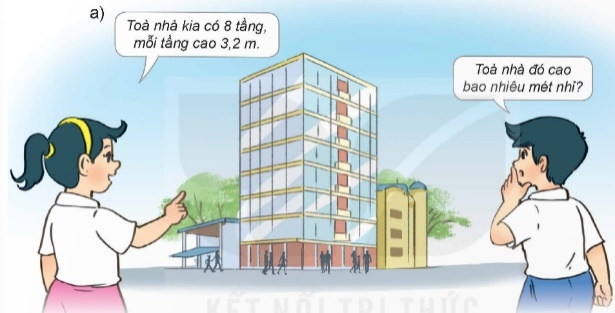 a)
Toà nhà kia có 8 tầng,
mỗi tầng cao 3,2 m.
Toà nhà đó cao
bao nhiêu mét nhỉ?
KẾT NỐI TRI THỨC